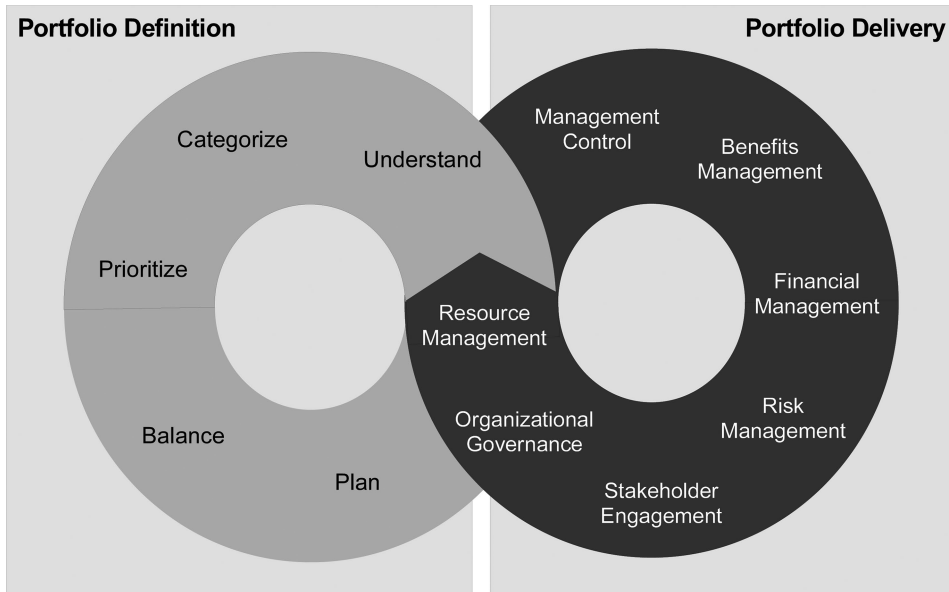 Portfolio Definition
Portfolio Delivery
Categorize
Understand
Prioritize
Balance
Plan
Management
Control
Benefits
Management
Financial
Management
Risk
Management
Stakeholder
Engagement
Organizational
Governance
Resource
Management